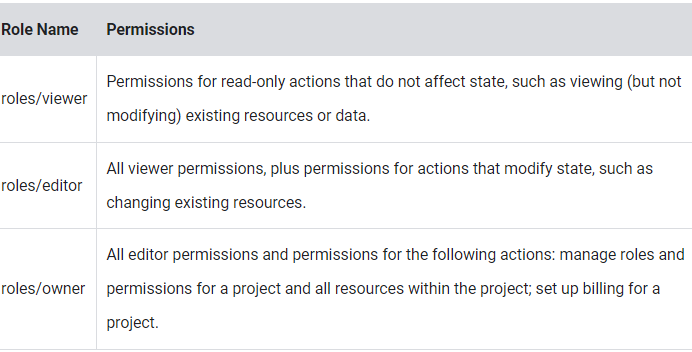 Role Name Permissions
Permissions for read-only actions that do not affect state, such as viewing (but not
roles/viewer
modifying) existing resources or data.
All viewer permissions, plus permissions for actions that modify state, such as
roles/editor
changing existing resources.
All editor permissions and permissions for the following actions: manage roles and
roles/owner permissions for a project and all resources within the project; set up billing for a
project.